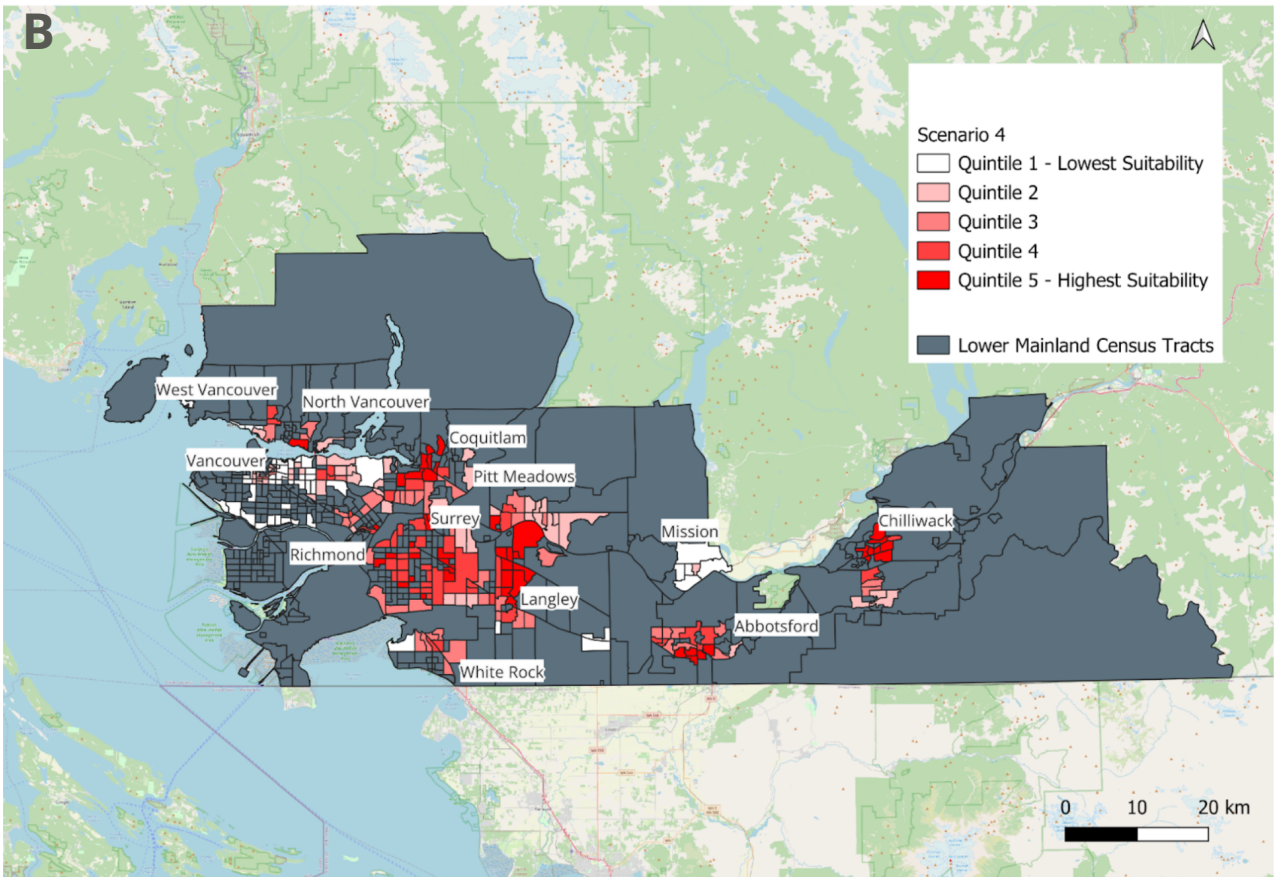 B
Scenario 4
Quintile 1 - Lowest Suitability
Quintile 2
Quintile 3
Quintile 4
Quintile 5 - Highest Suitability
Lower Mainland Census Tracts
West Vancouver
North Vancouver
Coquitlam
Vancouver
Pitt Meadows
Surrey
Chilliwack
Mission
Richmond
Langley
Abbotsford
White Rock
0 10 20 km